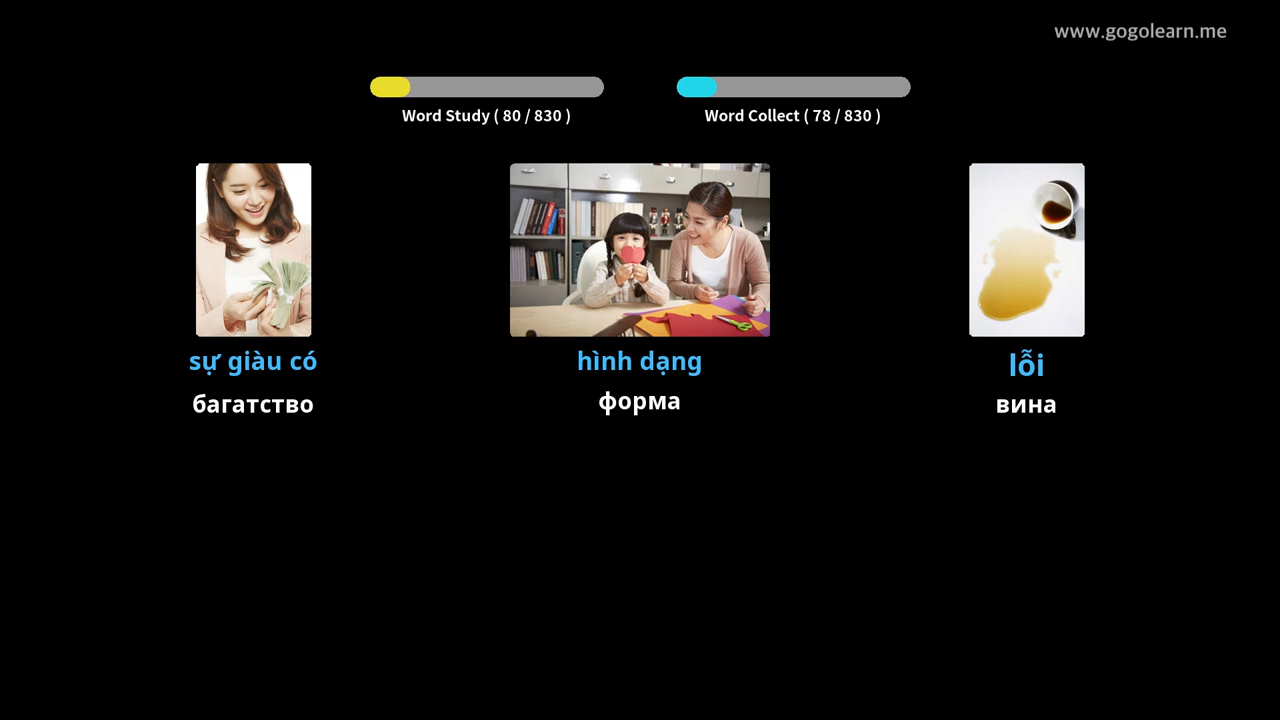 www.gogolearn.me
Word Study ( 80 / 830 )
Word Collect ( 78 / 830 )
sự giàu có
багатство
hình dạng
форма
lỗi
вина